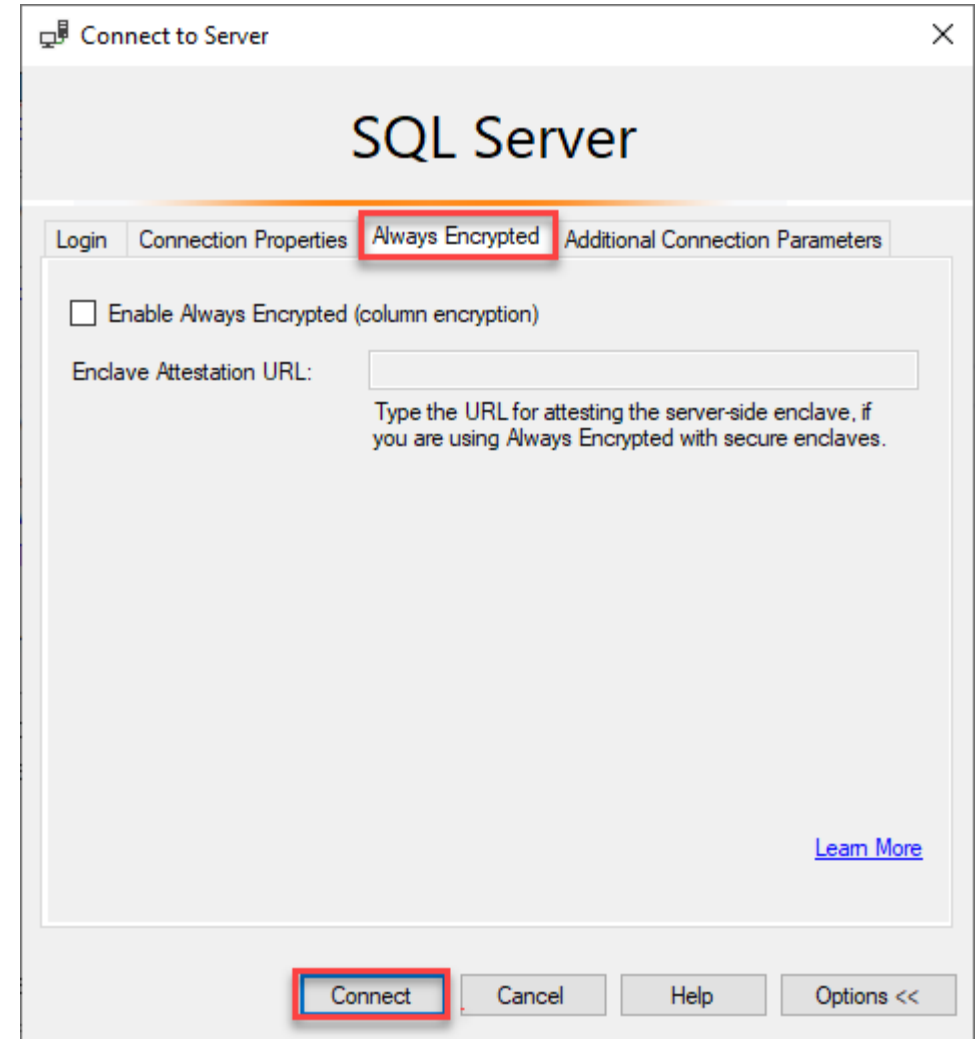 Connect to Server
SQL Server
Login Connection Properties Always Encrypted Additional Connection Parameters
Enable Always Encrypted (column encryption)
Enclave Attestation URL:
Type the URL for attesting the server-side enclave, if
you are using Always Encrypted with secure enclaves.
Learn More
Connect Cancel Help Options <<